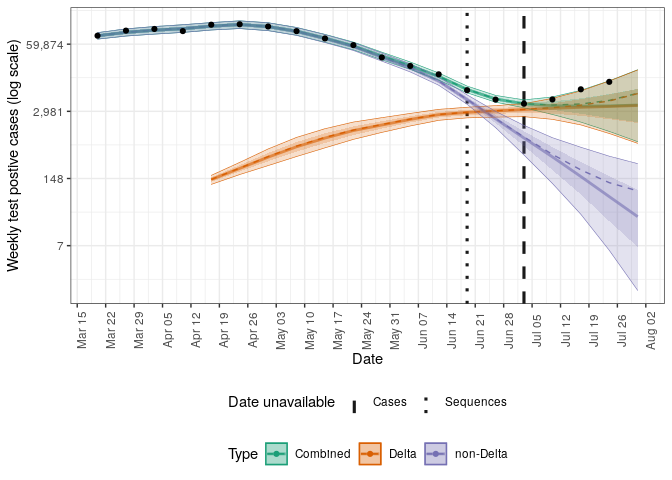 Weekly test postive cases (log scale)
59,874
2,981
148
7
Mar 15
Mar 22
Mar 29
Apr 05
Apr 12
Apr 19
Apr 26
May 03
May 10
May 17
May 24
May 31
Jun 07
Jun 14
Jun 21
Jun 28
Jul 05
Jul 12
Jul 19
Jul 26
Aug 02
Date
Date unavailable Cases Sequences
Type Combined Delta non-Delta